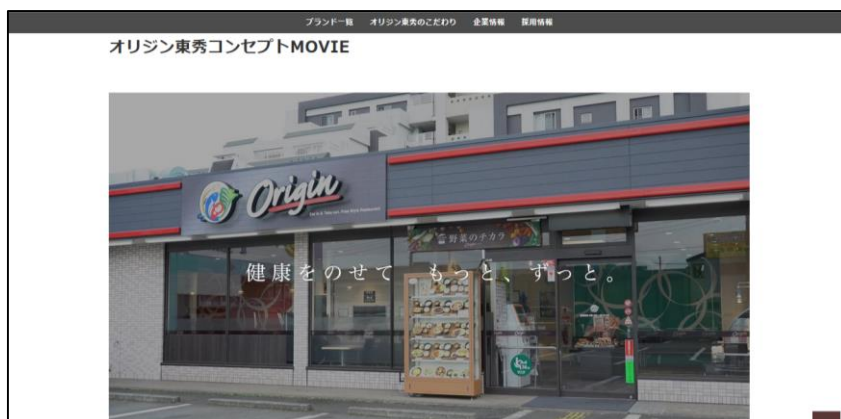 ブランド一覧 オリジン東秀のこだわり 企業情報 採用情報
オリジン東秀コンセプトMOVIE
Origin
野菜のチカラ
健康をのせて もっと、ずっと。